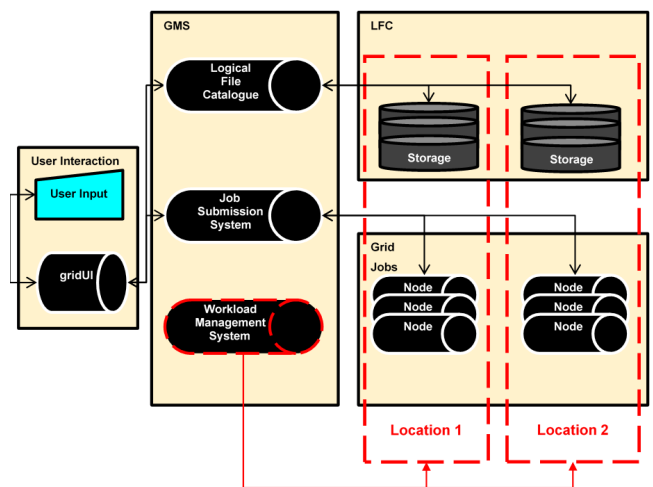 GMS
LFC
Logical
File
Catalogue
Storage
Storage
User Interaction
User Input
gridUI
Job
Submission
System
Grid
Jobs
Node
Node
Node
Node
Node
Node
Workload
Management
System
Location 1
Location 2